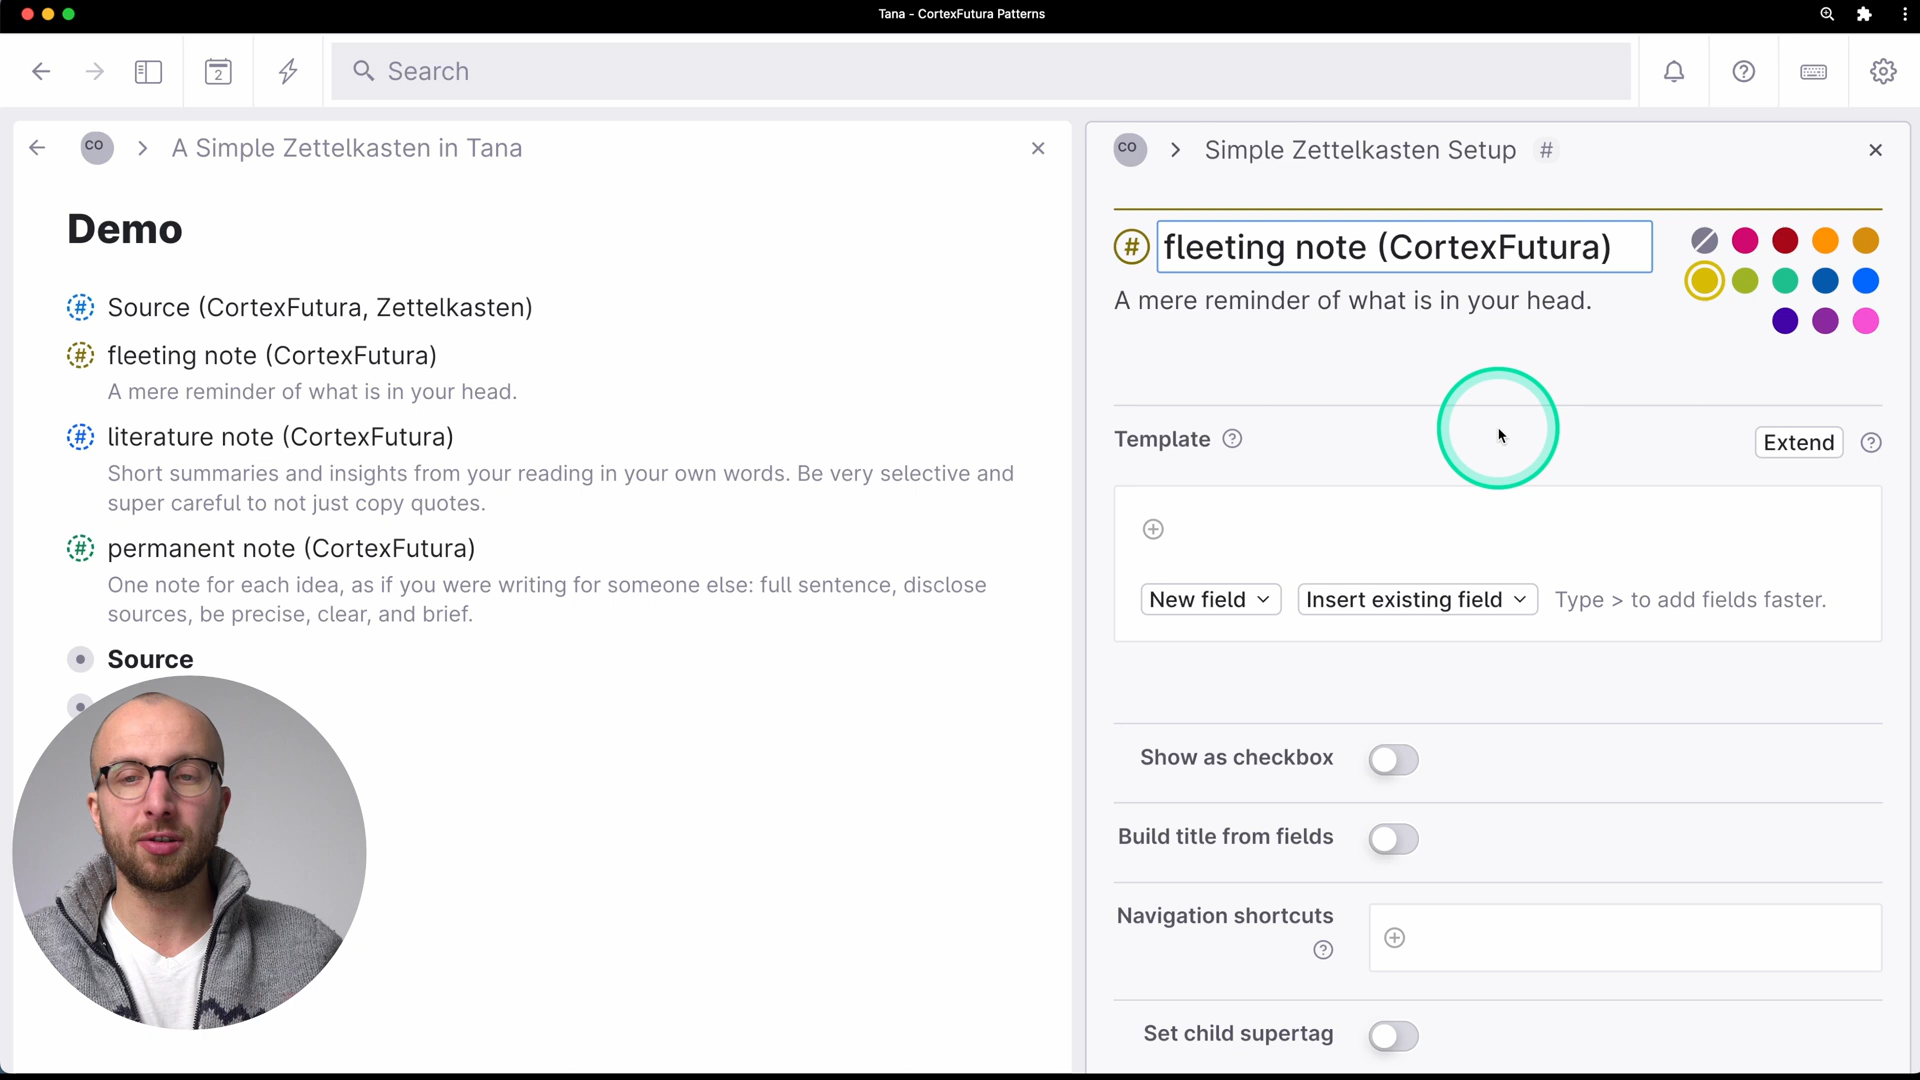 Tana - CortexFutura Patterns
2
Search
CO
A Simple Zettelkasten in Tana
Demo
# Source (CortexFutura, Zettelkasten)
# fleeting note (CortexFutura)
A mere reminder of what is in your head.
# literature note (CortexFutura)
Short summaries and insights from your reading in your own words. Be very selective and
super careful to not just copy quotes.
# permanent note (CortexFutura)
One note for each idea, as if you were writing for someone else: full sentence, disclose
sources, be precise, clear, and brief.
Source
CO
Simple Zettelkasten Setup #
# fleeting note (CortexFutura)
A mere reminder of what is in your head.
Template ?
Extend ?
New field
Insert existing field
Type > to add fields faster.
Show as checkbox
Build title from fields
Navigation shortcuts
?
Set child supertag